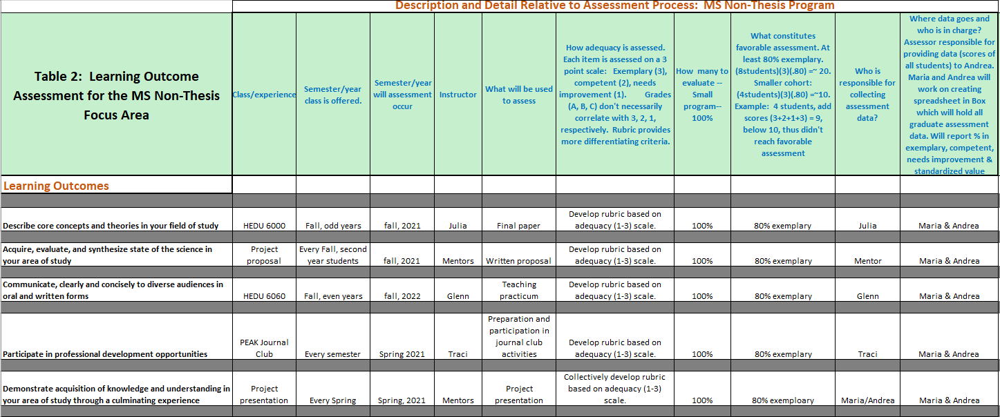 Description and Detail Relative to Assessment Process:  MS Non-Thesis Program
Table 2:  Learning Outcome
Assessment for the MS Non-Thesis
Focus Area
Class/experience
Semester/year
class is offered.
Semester/year
will assessment
occur
Instructor
What will be used
to assess
How adequacy is assessed.
Each item is assessed on a 3
point scale:   Exemplary (3),
competent (2), needs
improvement (1).        Grades
(A, B, C) don't necessarily
correlate with 3, 2, 1,
respectively.  Rubric provides
more differentiating criteria.
How  many to
evaluate --
Small
program--
100%
What constitutes
favorable assessment. At
least 80% exemplary.
(8students)(3)(.80) =~ 20.
Smaller cohort:
(4students)(3)(.80) =~10.
Example:  4 students, add
scores (3+2+1+3) = 9,
below 10, thus didn't
reach favorable
assessment
Who is
responsible for
collecting
assessment
data?
Where data goes and
who is in charge?
Assessor responsible for
providing data (scores of
all students) to Andrea.
Maria and Andrea will
work on creating
spreadsheet in Box
which will hold all
graduate assessment
data. Will report % in
exemplary, competent,
needs improvement &
standardized value
Learning Outcomes
Describe core concepts and theories in your field of study
HEDU 6000
Fall, odd years
fall, 2021
Julia
Final paper
Develop rubric based on
adequacy (1-3) scale.
100%
80% exemplary
Julia
Maria & Andrea
Acquire, evaluate, and synthesize state of the science in
your area of study
Project
proposal
Every Fall, second
year students
fall, 2021
Mentors
Written proposal
Develop rubric based on
adequacy (1-3) scale.
100%
80% exemplary
Mentor
Maria & Andrea
Communicate, clearly and concisely to diverse audiences in
oral and written forms
HEDU 6060
Fall, even years
fall, 2022
Glenn
Teaching
practicum
Develop rubric based on
adequacy (1-3) scale.
100%
80% exemplary
Glenn
Maria & Andrea
Participate in professional development opportunities
PEAK Journal
Club
Every semester
Spring 2021
Traci
Preparation and
participation in
journal club
activities
Develop rubric based on
adequacy (1-3) scale.
100%
80% exemplary
Traci
Maria & Andrea
Demonstrate acquisition of knowledge and understanding in
your area of study through a culminating experience
Project
presentation
Every Spring
Spring, 2021
Mentors
Project
presentation
Collectively develop rubric
based on adequacy (1-3)
scale.
100%
80% exemploary
Maria/Andrea
Maria & Andrea